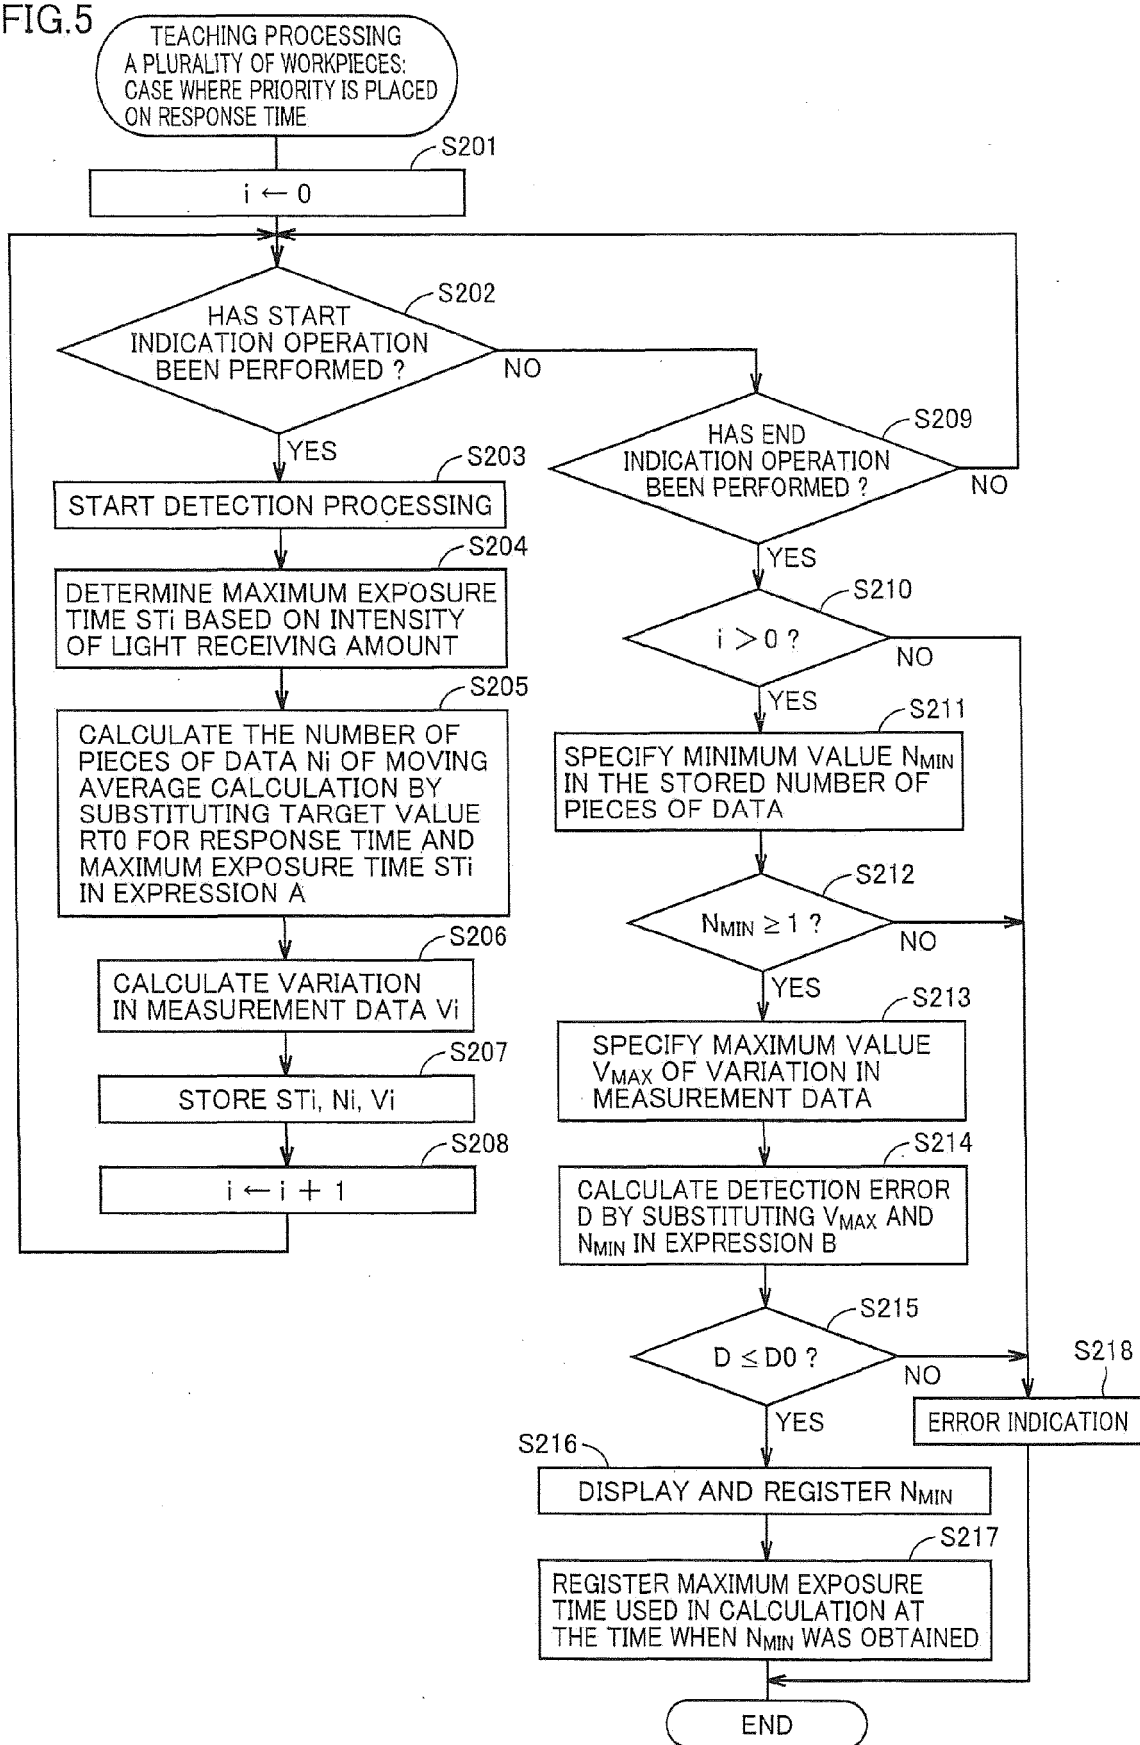 FIG.5
TEACHING PROCESSING
A PLURALITY OF WORKPIECES:
CASE WHERE PRIORITY IS PLACED
ON RESPONSE TIME
S201
i ← 0
S202
HAS START
INDICATION OPERATION
BEEN PERFORMED ?
NO
YES
S203
START DETECTION PROCESSING
S204
DETERMINE MAXIMUM EXPOSURE
TIME STi BASED ON INTENSITY
OF LIGHT RECEIVING AMOUNT
S205
CALCULATE THE NUMBER OF
PIECES OF DATA Ni OF MOVING
AVERAGE CALCULATION BY
SUBSTITUTING TARGET VALUE
RT0 FOR RESPONSE TIME AND
MAXIMUM EXPOSURE TIME STi
IN EXPRESSION A
S206
CALCULATE VARIATION
IN MEASUREMENT DATA Vi
S207
STORE STi, Ni, Vi
S208
i ← i + 1
S209
HAS END
INDICATION OPERATION
BEEN PERFORMED ?
NO
YES
S210
i > 0 ?
NO
YES
S211
SPECIFY MINIMUM VALUE NMIN
IN THE STORED NUMBER OF
PIECES OF DATA
S212
NMIN ≥ 1 ?
NO
YES
S213
SPECIFY MAXIMUM VALUE
VMAX OF VARIATION IN
MEASUREMENT DATA
S214
CALCULATE DETECTION ERROR
D BY SUBSTITUTING VMAX AND
NMIN IN EXPRESSION B
S215
D ≤ D0 ?
NO
YES
S218
ERROR INDICATION
S216
DISPLAY AND REGISTER NMIN
S217
REGISTER MAXIMUM EXPOSURE
TIME USED IN CALCULATION AT
THE TIME WHEN NMIN WAS OBTAINED
END